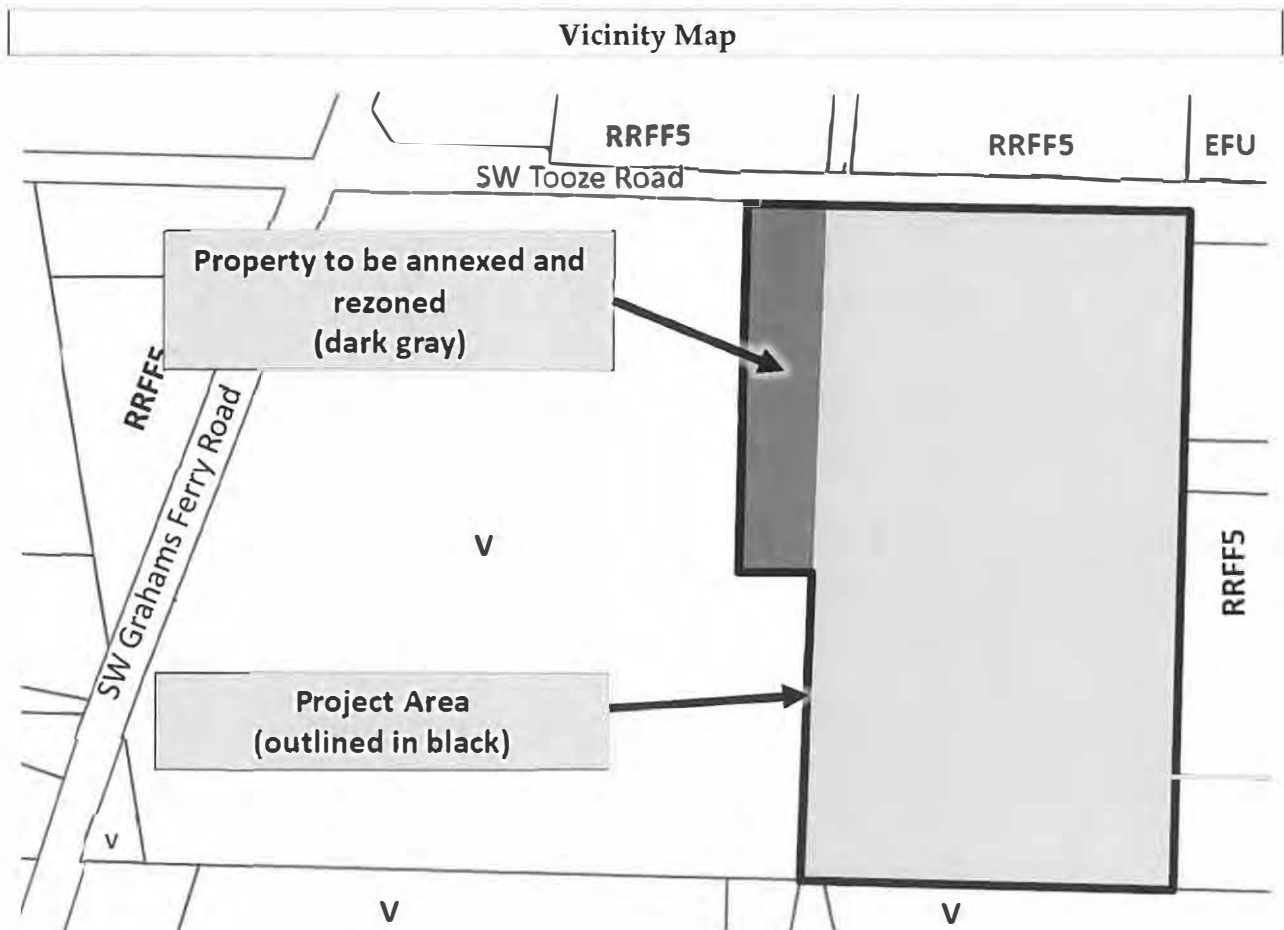 Vicinity Map
RRFF5
RRFF5
EFU
SW Tooze Road
Property to be annexed and
rezoned
(dark gray)
RRFF5
SW Grahams Ferry Road
V
RRFF5
Project Area
(outlined in black)
V
V
V